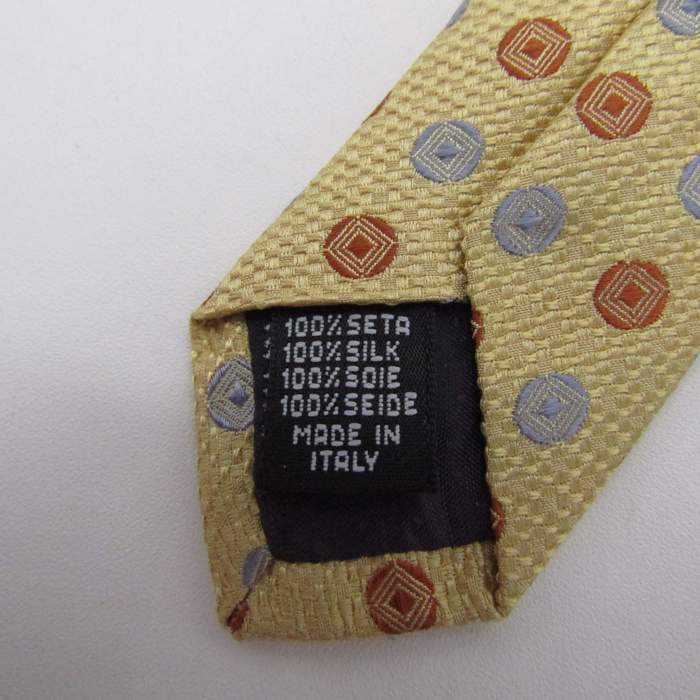 100% SETA
100% SILK
100% SOIE
100% SEIDE
MADE IN
ITALY